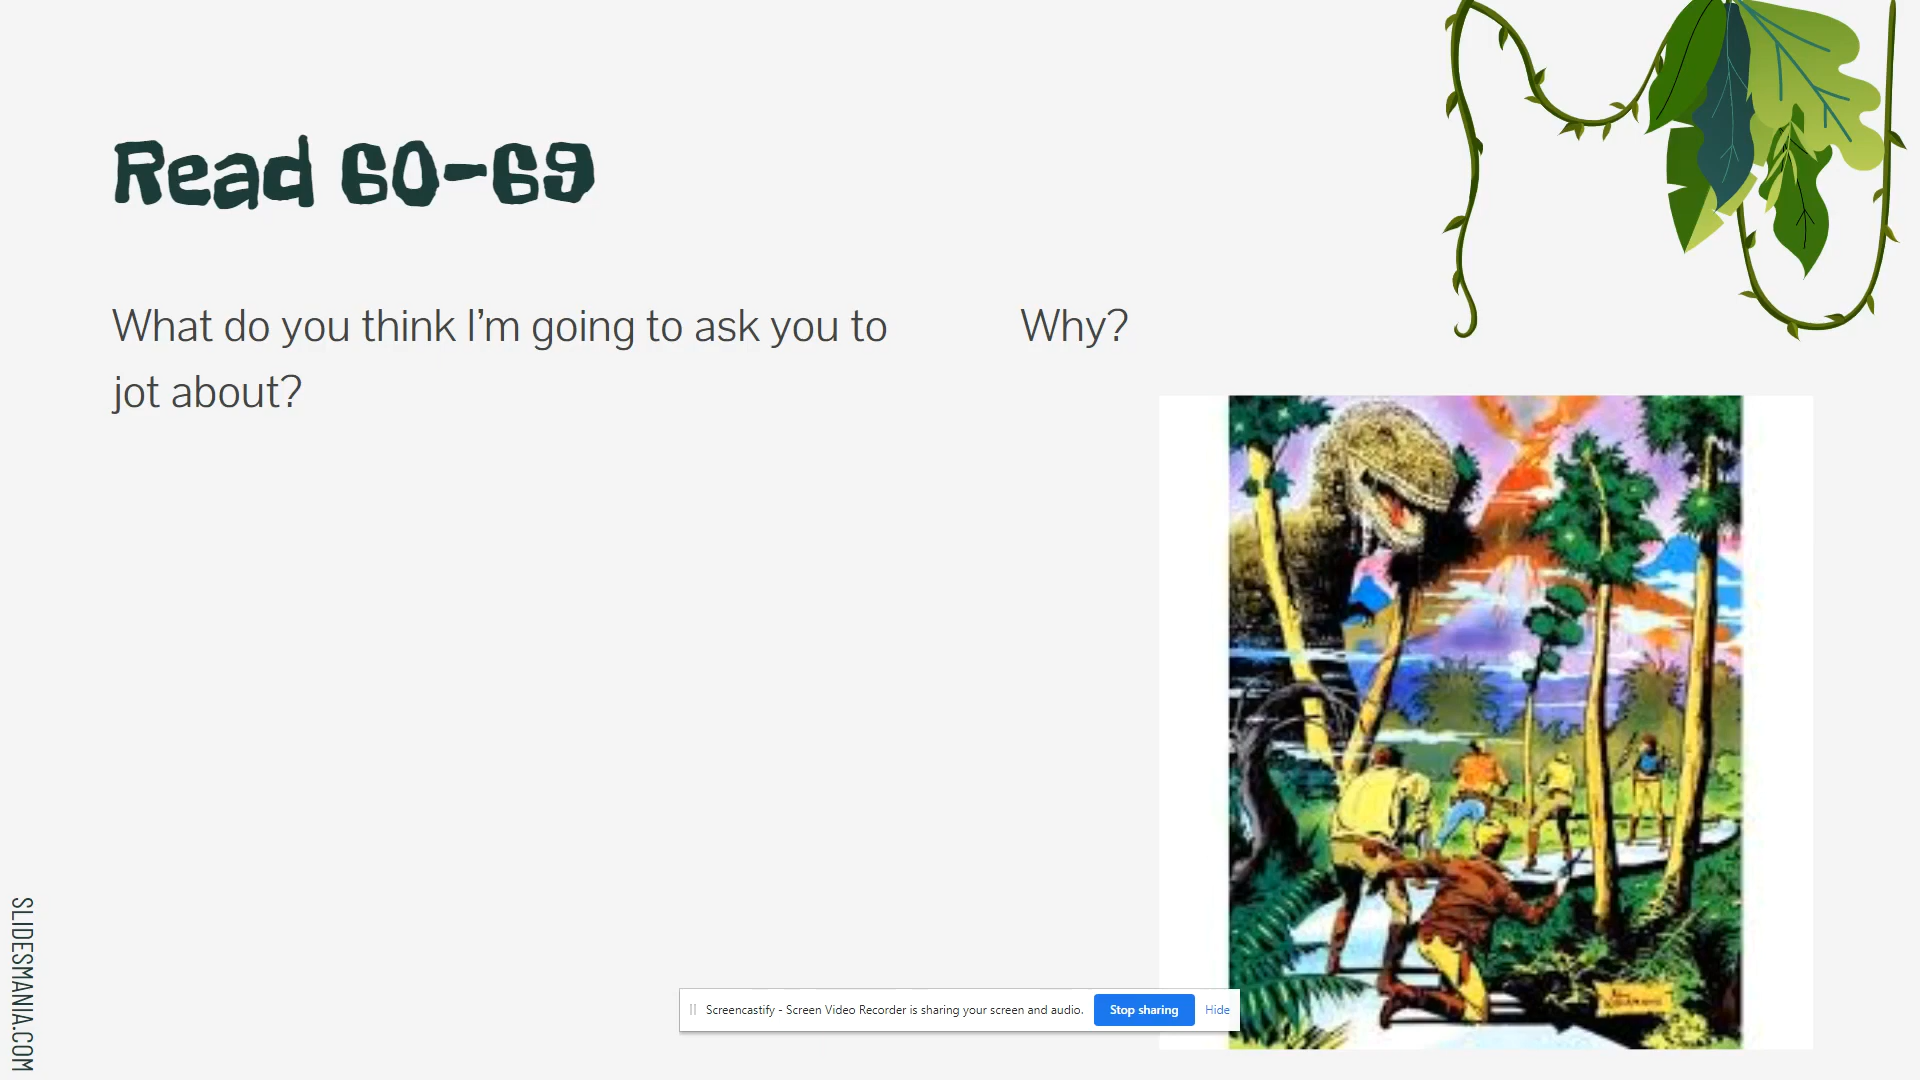 Read 60-69
What do you think I'm going to ask you to
jot about?
Why?
SLIDESMANIA.COM
Screencastify - Screen Video Recorder is sharing your screen and audio.
Stop sharing
Hide